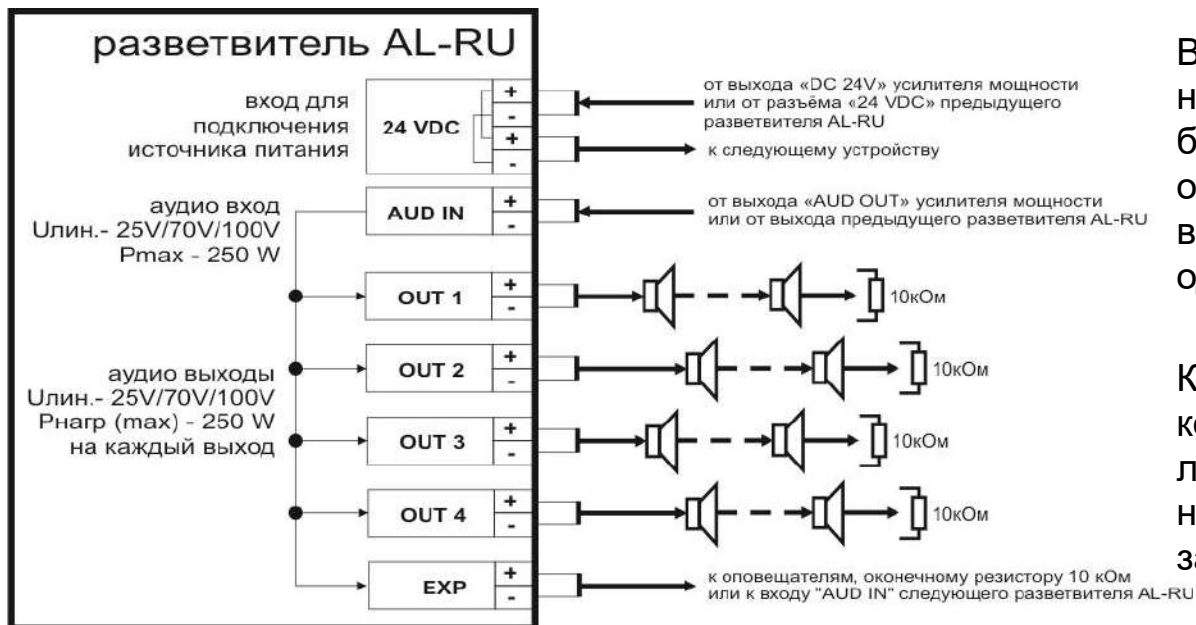 разветвитель AL-RU
вход для
подключения
источника питания
24 VDC
+
-
+
-
от выхода «DC 24V» усилителя мощности
или от разъёма «24 VDC» предыдущего
разветвителя AL-RU
к следующему устройству
аудио вход
Uлин.- 25V/70V/100V
Pmax - 250 W
AUD IN
+
-
от выхода «AUD OUT» усилителя мощности
или от выхода предыдущего разветвителя AL-RU
OUT 1
+
-
10кОм
аудио выходы
Uлин.- 25V/70V/100V
Pнагр (max) - 250 W
на каждый выход
OUT 2
+
-
10кОм
OUT 3
+
-
10кОм
OUT 4
+
-
10кОм
EXP
+
-
к оповещателям, оконечному резистору 10 кОм
или к входу "AUD IN" следующего разветвителя AL-RU